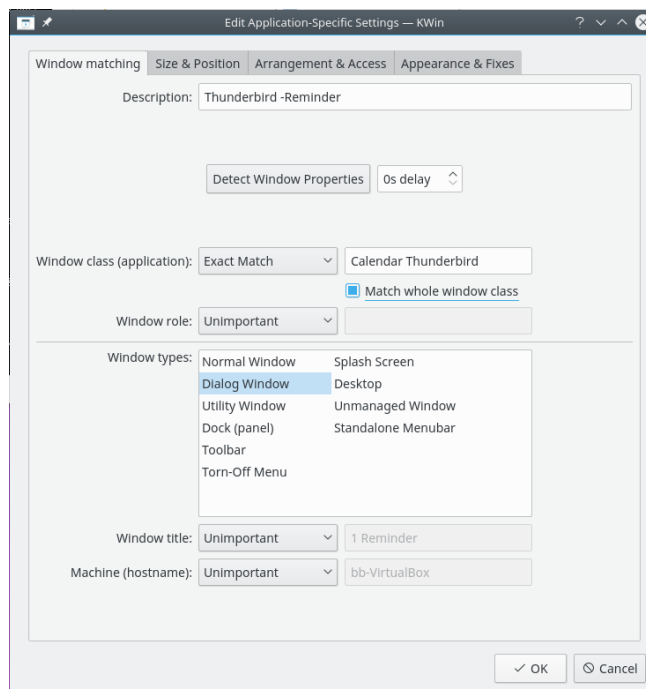 Edit Application-Specific Settings — KWin
Window matching Size & Position Arrangement & Access Appearance & Fixes
Description: Thunderbird -Reminder
Detect Window Properties 0s delay
Window class (application): Exact Match Calendar Thunderbird
Match whole window class
Window role: Unimportant
Window types:
Normal Window Splash Screen
Dialog Window Desktop
Utility Window Unmanaged Window
Dock (panel) Standalone Menubar
Toolbar
Torn-Off Menu
Window title: Unimportant 1 Reminder
Machine (hostname): Unimportant bb-VirtualBox
OK Cancel